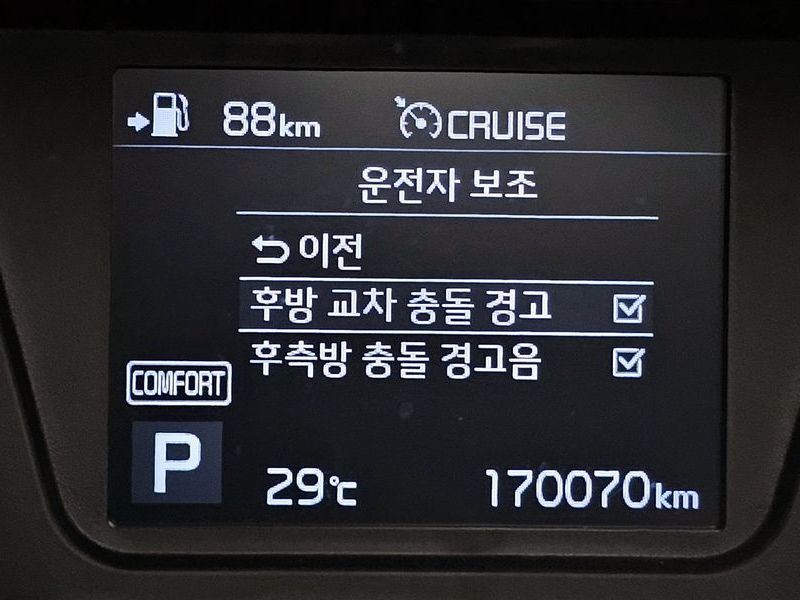 88km CRUISE
운전자 보조
이전
후방 교차 충돌 경고
후측방 충돌 경고음
COMFORT
P
29℃ 170070km